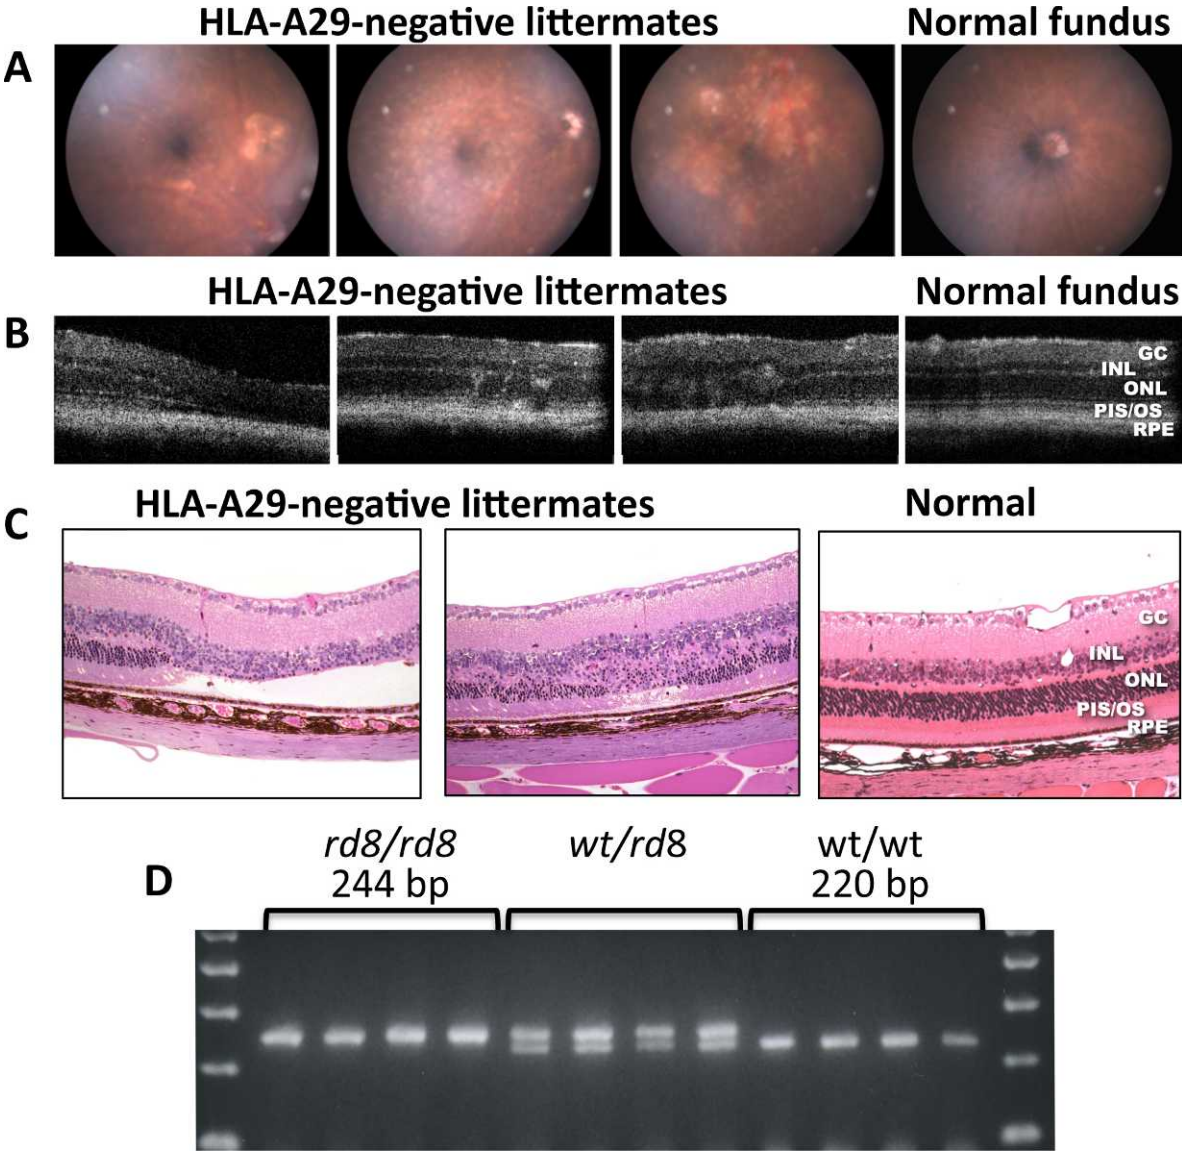 HLA-A29-negative littermates Normal fundus
A
HLA-A29-negative littermates Normal fundus
B
GC
INL
ONL
PIS/OS
RPE
HLA-A29-negative littermates Normal
C
GC
INL
ONL
PIS/OS
RPE
rd8/rd8 wt/rd8 wt/wt
D 244 bp 220 bp